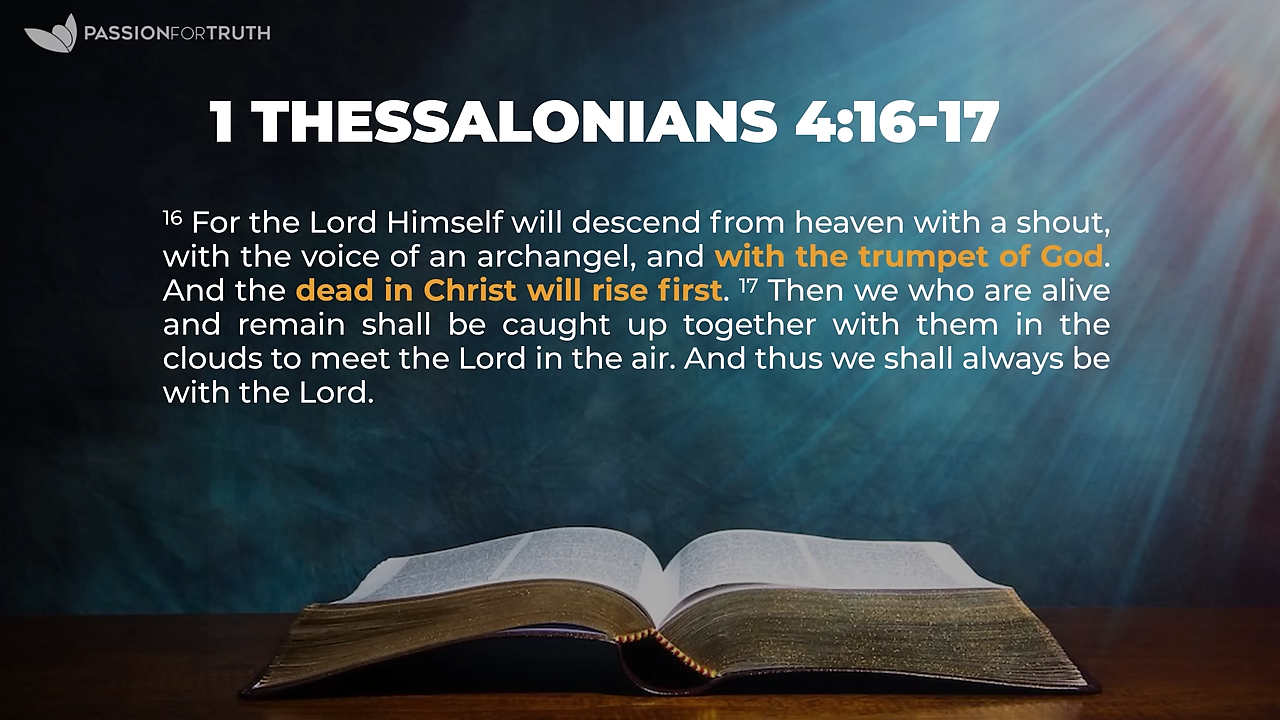 PASSIONFORTRUTH
1 THESSALONIANS 4:16-17
16 For the Lord Himself will descend from heaven with a shout,
with the voice of an archangel, and with the trumpet of God.
And the dead in Christ will rise first. 17 Then we who are alive
and remain shall be caught up together with them in the
clouds to meet the Lord in the air. And thus we shall always be
with the Lord.